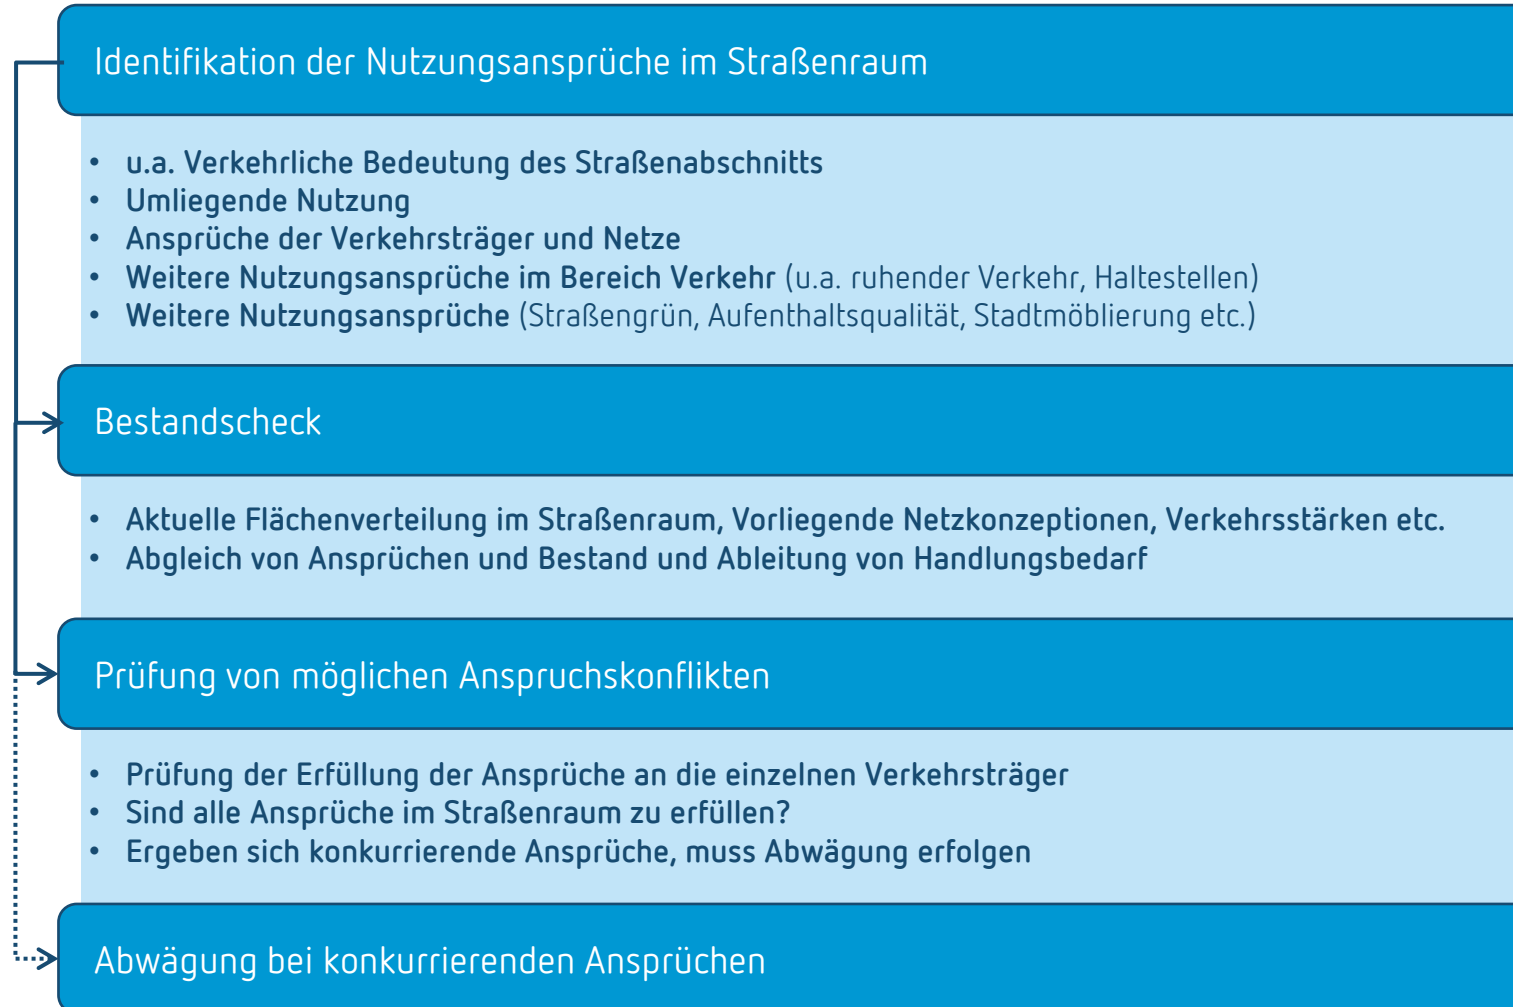 Identifikation der Nutzungsansprüche im Straßenraum
• u.a. Verkehrliche Bedeutung des Straßenabschnitts
• Umliegende Nutzung
• Ansprüche der Verkehrsträger und Netze
• Weitere Nutzungsansprüche im Bereich Verkehr (u.a. ruhender Verkehr, Haltestellen)
• Weitere Nutzungsansprüche (Straßengrün, Aufenthaltsqualität, Stadtmöblierung etc.)
Bestandscheck
• Aktuelle Flächenverteilung im Straßenraum, Vorliegende Netzkonzeptionen, Verkehrsstärken etc.
• Abgleich von Ansprüchen und Bestand und Ableitung von Handlungsbedarf
Prüfung von möglichen Anspruchskonflikten
• Prüfung der Erfüllung der Ansprüche an die einzelnen Verkehrsträger
• Sind alle Ansprüche im Straßenraum zu erfüllen?
• Ergeben sich konkurrierende Ansprüche, muss Abwägung erfolgen
Abwägung bei konkurrierenden Ansprüchen